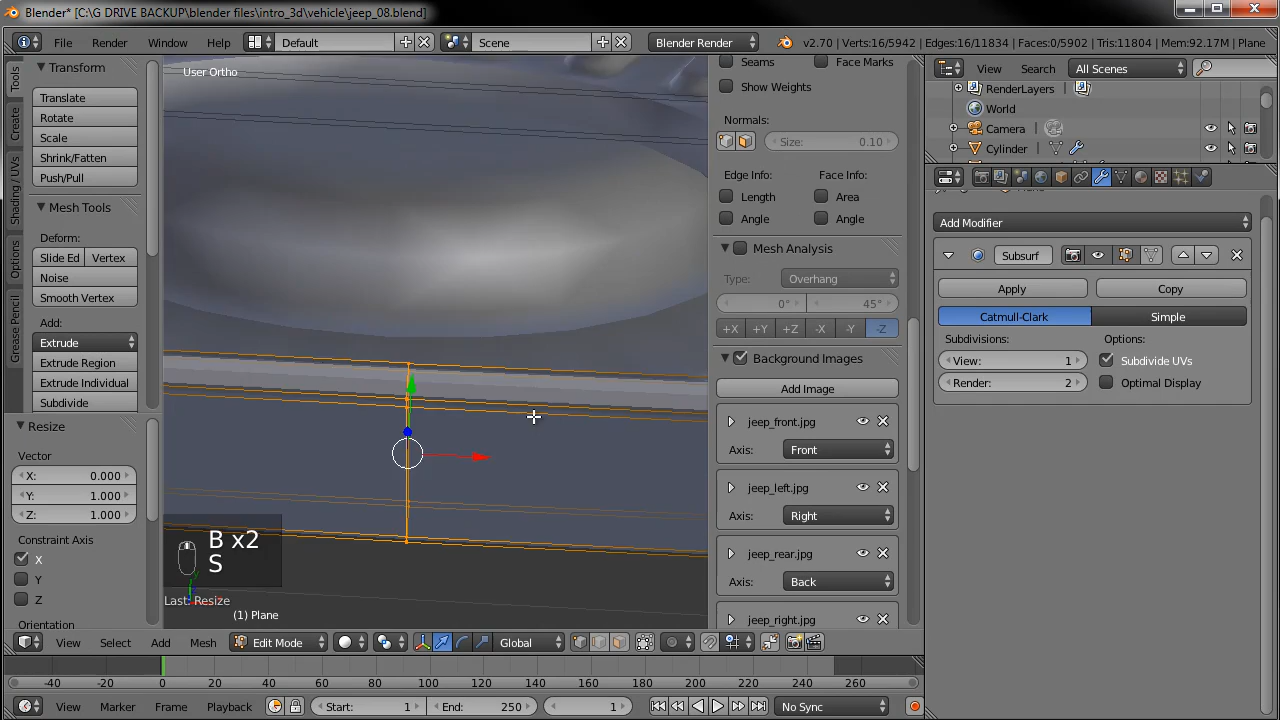 Blender* [C:\G DRIVE BACKUP\blender files\intro_3d\vehicle\jeep_08.blend]
File Render Window Help Default Scene Blender Render v2.70 | Verts:16/5942 | Edges:16/11834 | Faces:0/5902 | Tris:11804 | Mem:92.17M | Plane
Tools
Create
Shading / UVs
Options
Grease Pencil
Transform
Translate
Rotate
Scale
Shrink/Fatten
Push/Pull
Mesh Tools
Deform:
Slide Ed Vertex
Noise
Smooth Vertex
Add:
Extrude
Extrude Region
Extrude Individual
Subdivide
Resize
Vector
X: 0.000
Y: 1.000
Z: 1.000
Constraint Axis
X
Y
Z
Orientation
User Ortho
B x2
S
Last: Resize
(1) Plane
Seams Face Marks
Show Weights
Normals:
Size: 0.10
Edge Info: Face Info:
Length Area
Angle Angle
Mesh Analysis
Type: Overhang
0° 45°
+X +Y +Z -X -Y -Z
Background Images
Add Image
jeep_front.jpg
Axis: Front
jeep_left.jpg
Axis: Right
jeep_rear.jpg
Axis: Back
jeep_right.jpg
View Search All Scenes
RenderLayers
World
Camera
Cylinder
Add Modifier
Subsurf
Apply Copy
Catmull-Clark Simple
Subdivisions: Options:
View: 1 Subdivide UVs
Render: 2 Optimal Display
View Select Add Mesh Edit Mode Global
-40 -20 0 20 40 60 80 100 120 140 160 180 200 220 240 260
View Marker Frame Playback Start: 1 End: 250 1 No Sync